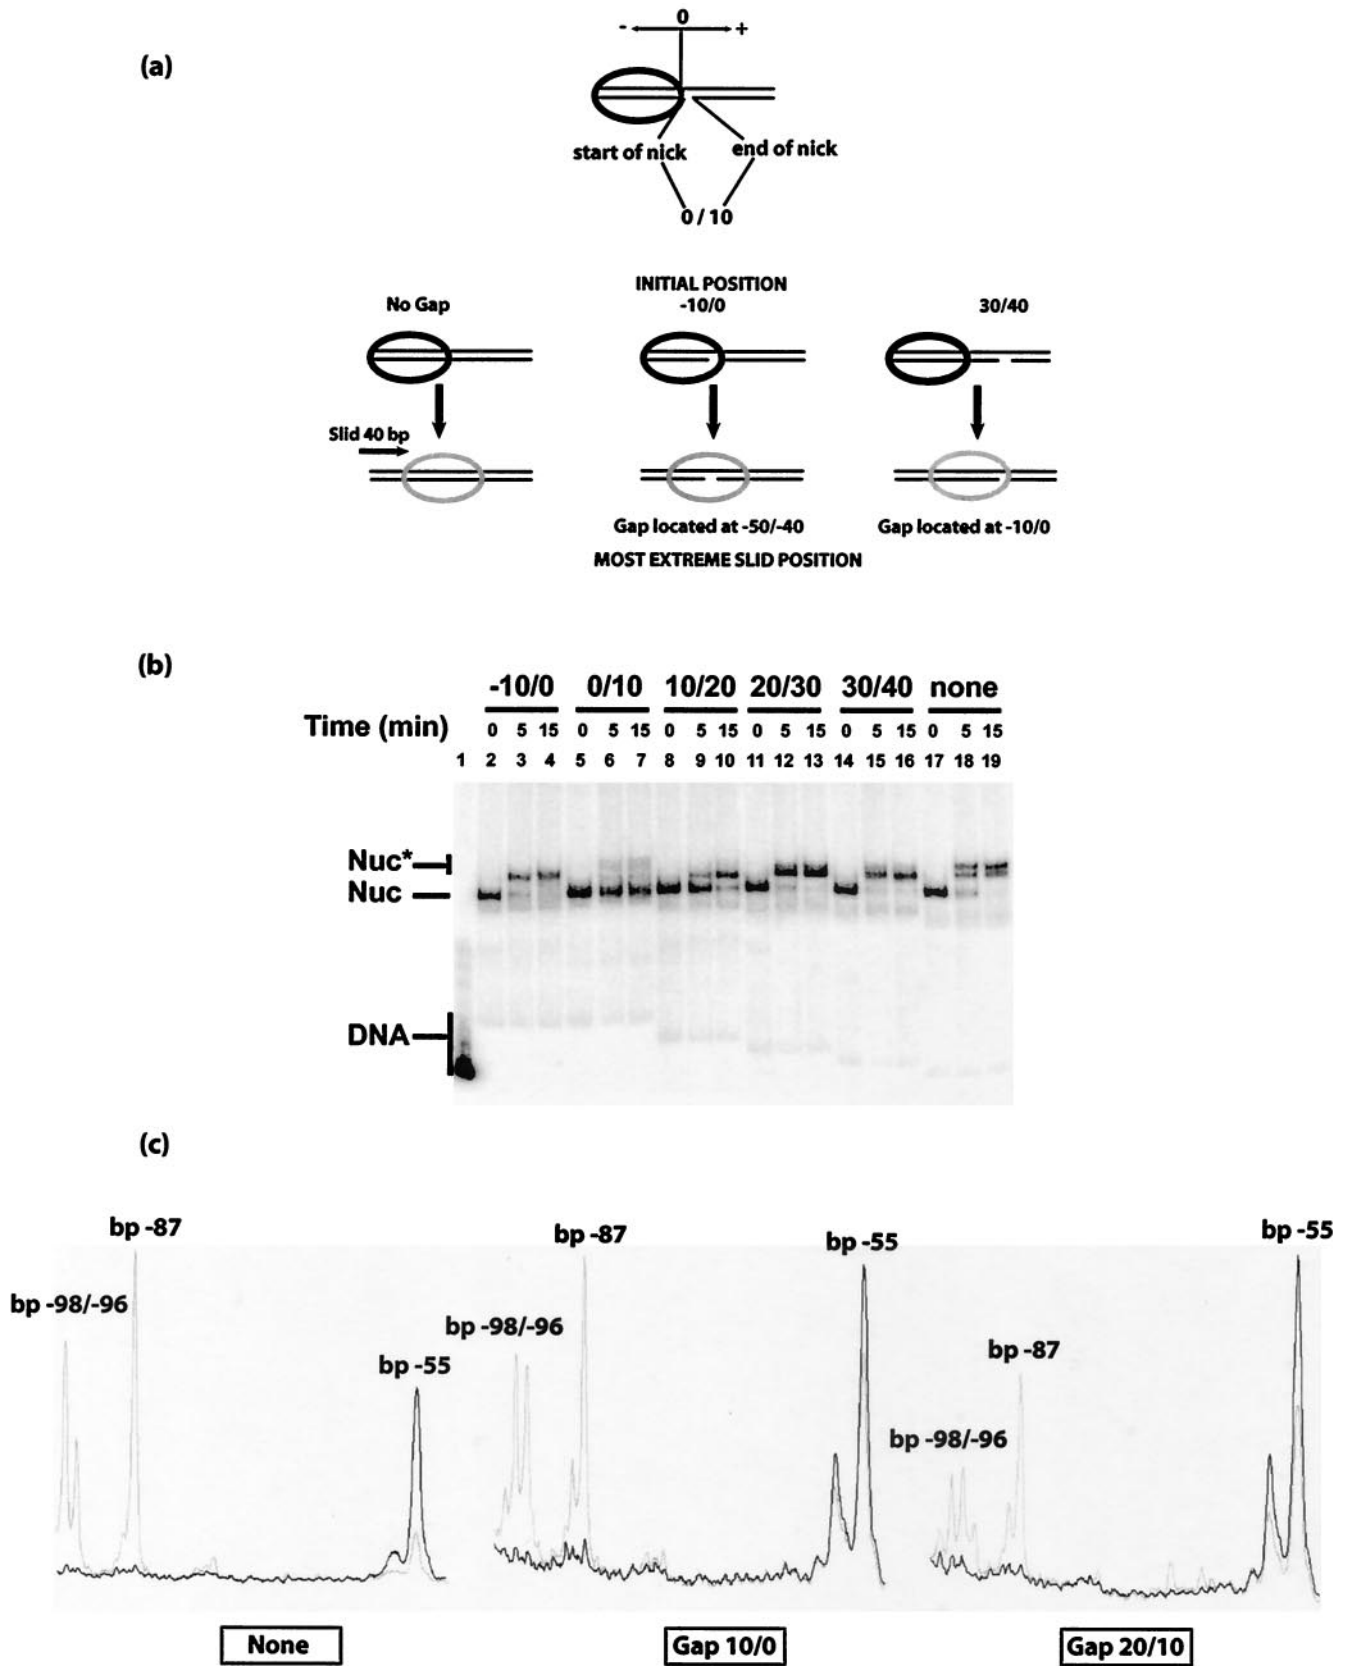 (a)
- 0 +
start of nick
end of nick
0 / 10
INITIAL POSITION
No Gap
-10/0
30/40
Slid 40 bp
Gap located at -50/-40
Gap located at -10/0
MOST EXTREME SLID POSITION
(b)
-10/0 0/10 10/20 20/30 30/40 none
Time (min) 0 5 15 0 5 15 0 5 15 0 5 15 0 5 15 0 5 15
1 2 3 4 5 6 7 8 9 10 11 12 13 14 15 16 17 18 19
Nuc*
Nuc
DNA
(c)
bp -87
bp -98/-96
bp -55
bp -87
bp -98/-96
bp -55
bp -87
bp -98/-96
bp -55
None
Gap 10/0
Gap 20/10